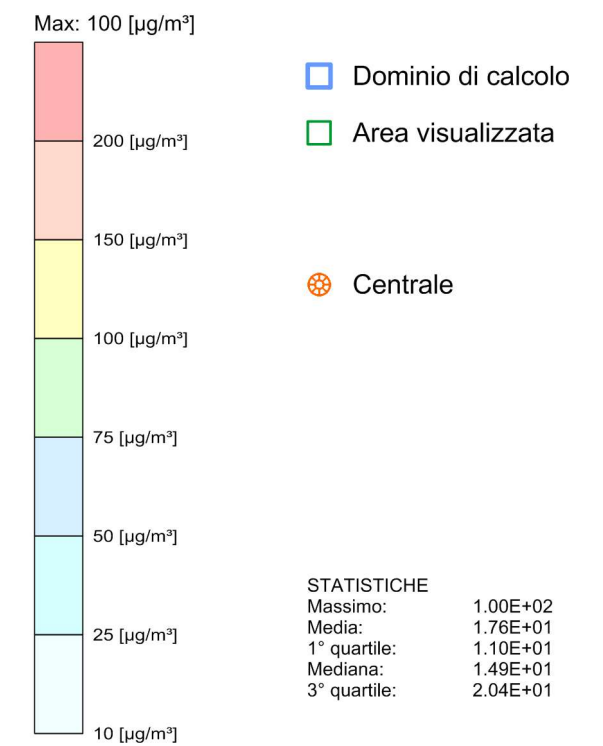 Max: 100 [µg/m³]
200 [µg/m³]
150 [µg/m³]
100 [µg/m³]
75 [µg/m³]
50 [µg/m³]
25 [µg/m³]
10 [µg/m³]
Dominio di calcolo
Area visualizzata
Centrale
STATISTICHE
Massimo: 1.00E+02
Media: 1.76E+01
1° quartile: 1.10E+01
Mediana: 1.49E+01
3° quartile: 2.04E+01